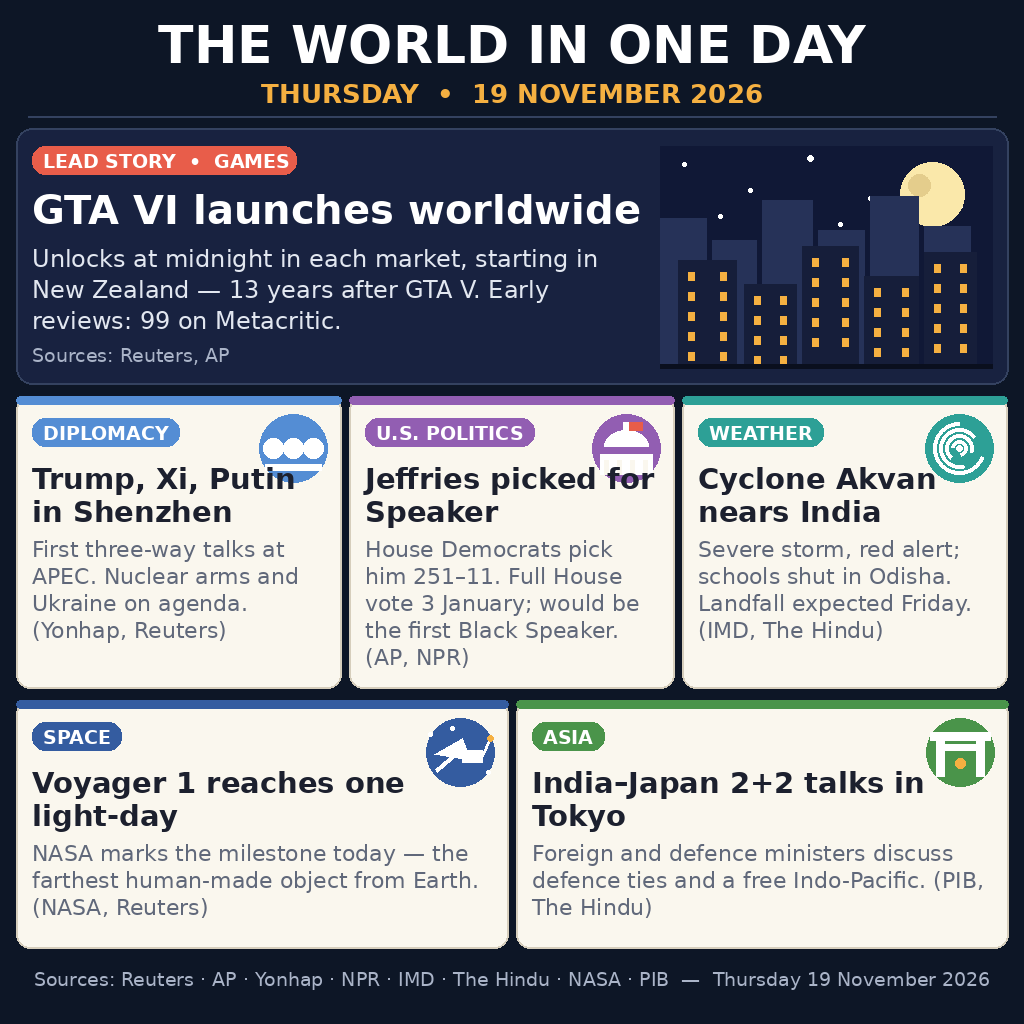 THE WORLD IN ONE DAY
THURSDAY • 19 NOVEMBER 2026
LEAD STORY • GAMES
GTA VI launches worldwide
Unlocks at midnight in each market, starting in
New Zealand — 13 years after GTA V. Early
reviews: 99 on Metacritic.
Sources: Reuters, AP
DIPLOMACY
Trump, Xi, Putin
in Shenzhen
First three-way talks at
APEC. Nuclear arms and
Ukraine on agenda.
(Yonhap, Reuters)
U.S. POLITICS
Jeffries picked for
Speaker
House Democrats pick
him 251–11. Full House
vote 3 January; would be
the first Black Speaker.
(AP, NPR)
WEATHER
Cyclone Akvan
nears India
Severe storm, red alert;
schools shut in Odisha.
Landfall expected Friday.
(IMD, The Hindu)
SPACE
Voyager 1 reaches one
light-day
NASA marks the milestone today — the
farthest human-made object from Earth.
(NASA, Reuters)
ASIA
India–Japan 2+2 talks in
Tokyo
Foreign and defence ministers discuss
defence ties and a free Indo-Pacific. (PIB,
The Hindu)
Sources: Reuters · AP · Yonhap · NPR · IMD · The Hindu · NASA · PIB — Thursday 19 November 2026